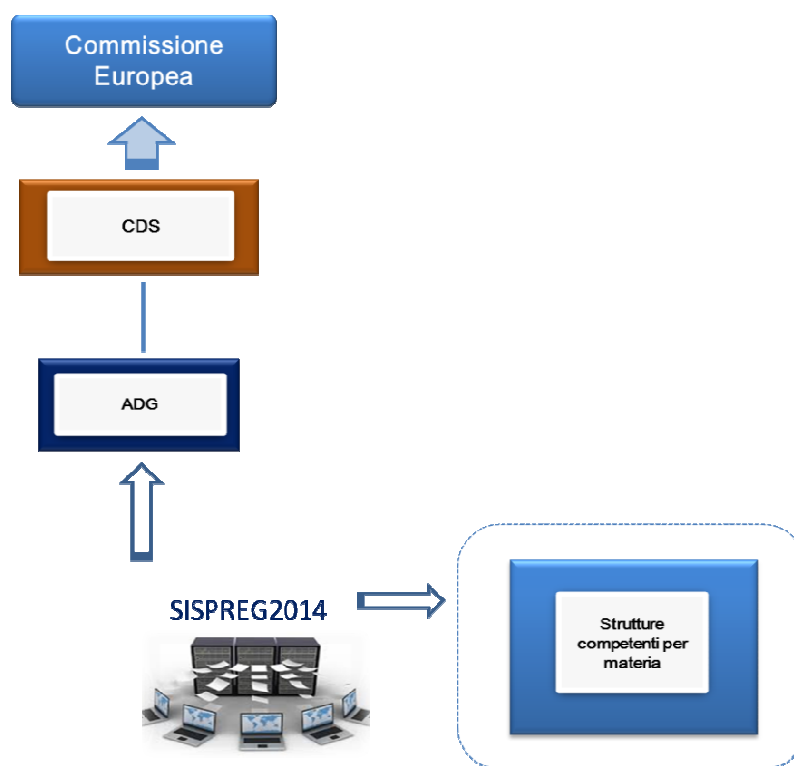 Commissione
Europea
CDS
ADG
SISPREG2014
Strutture
competenti per
materia